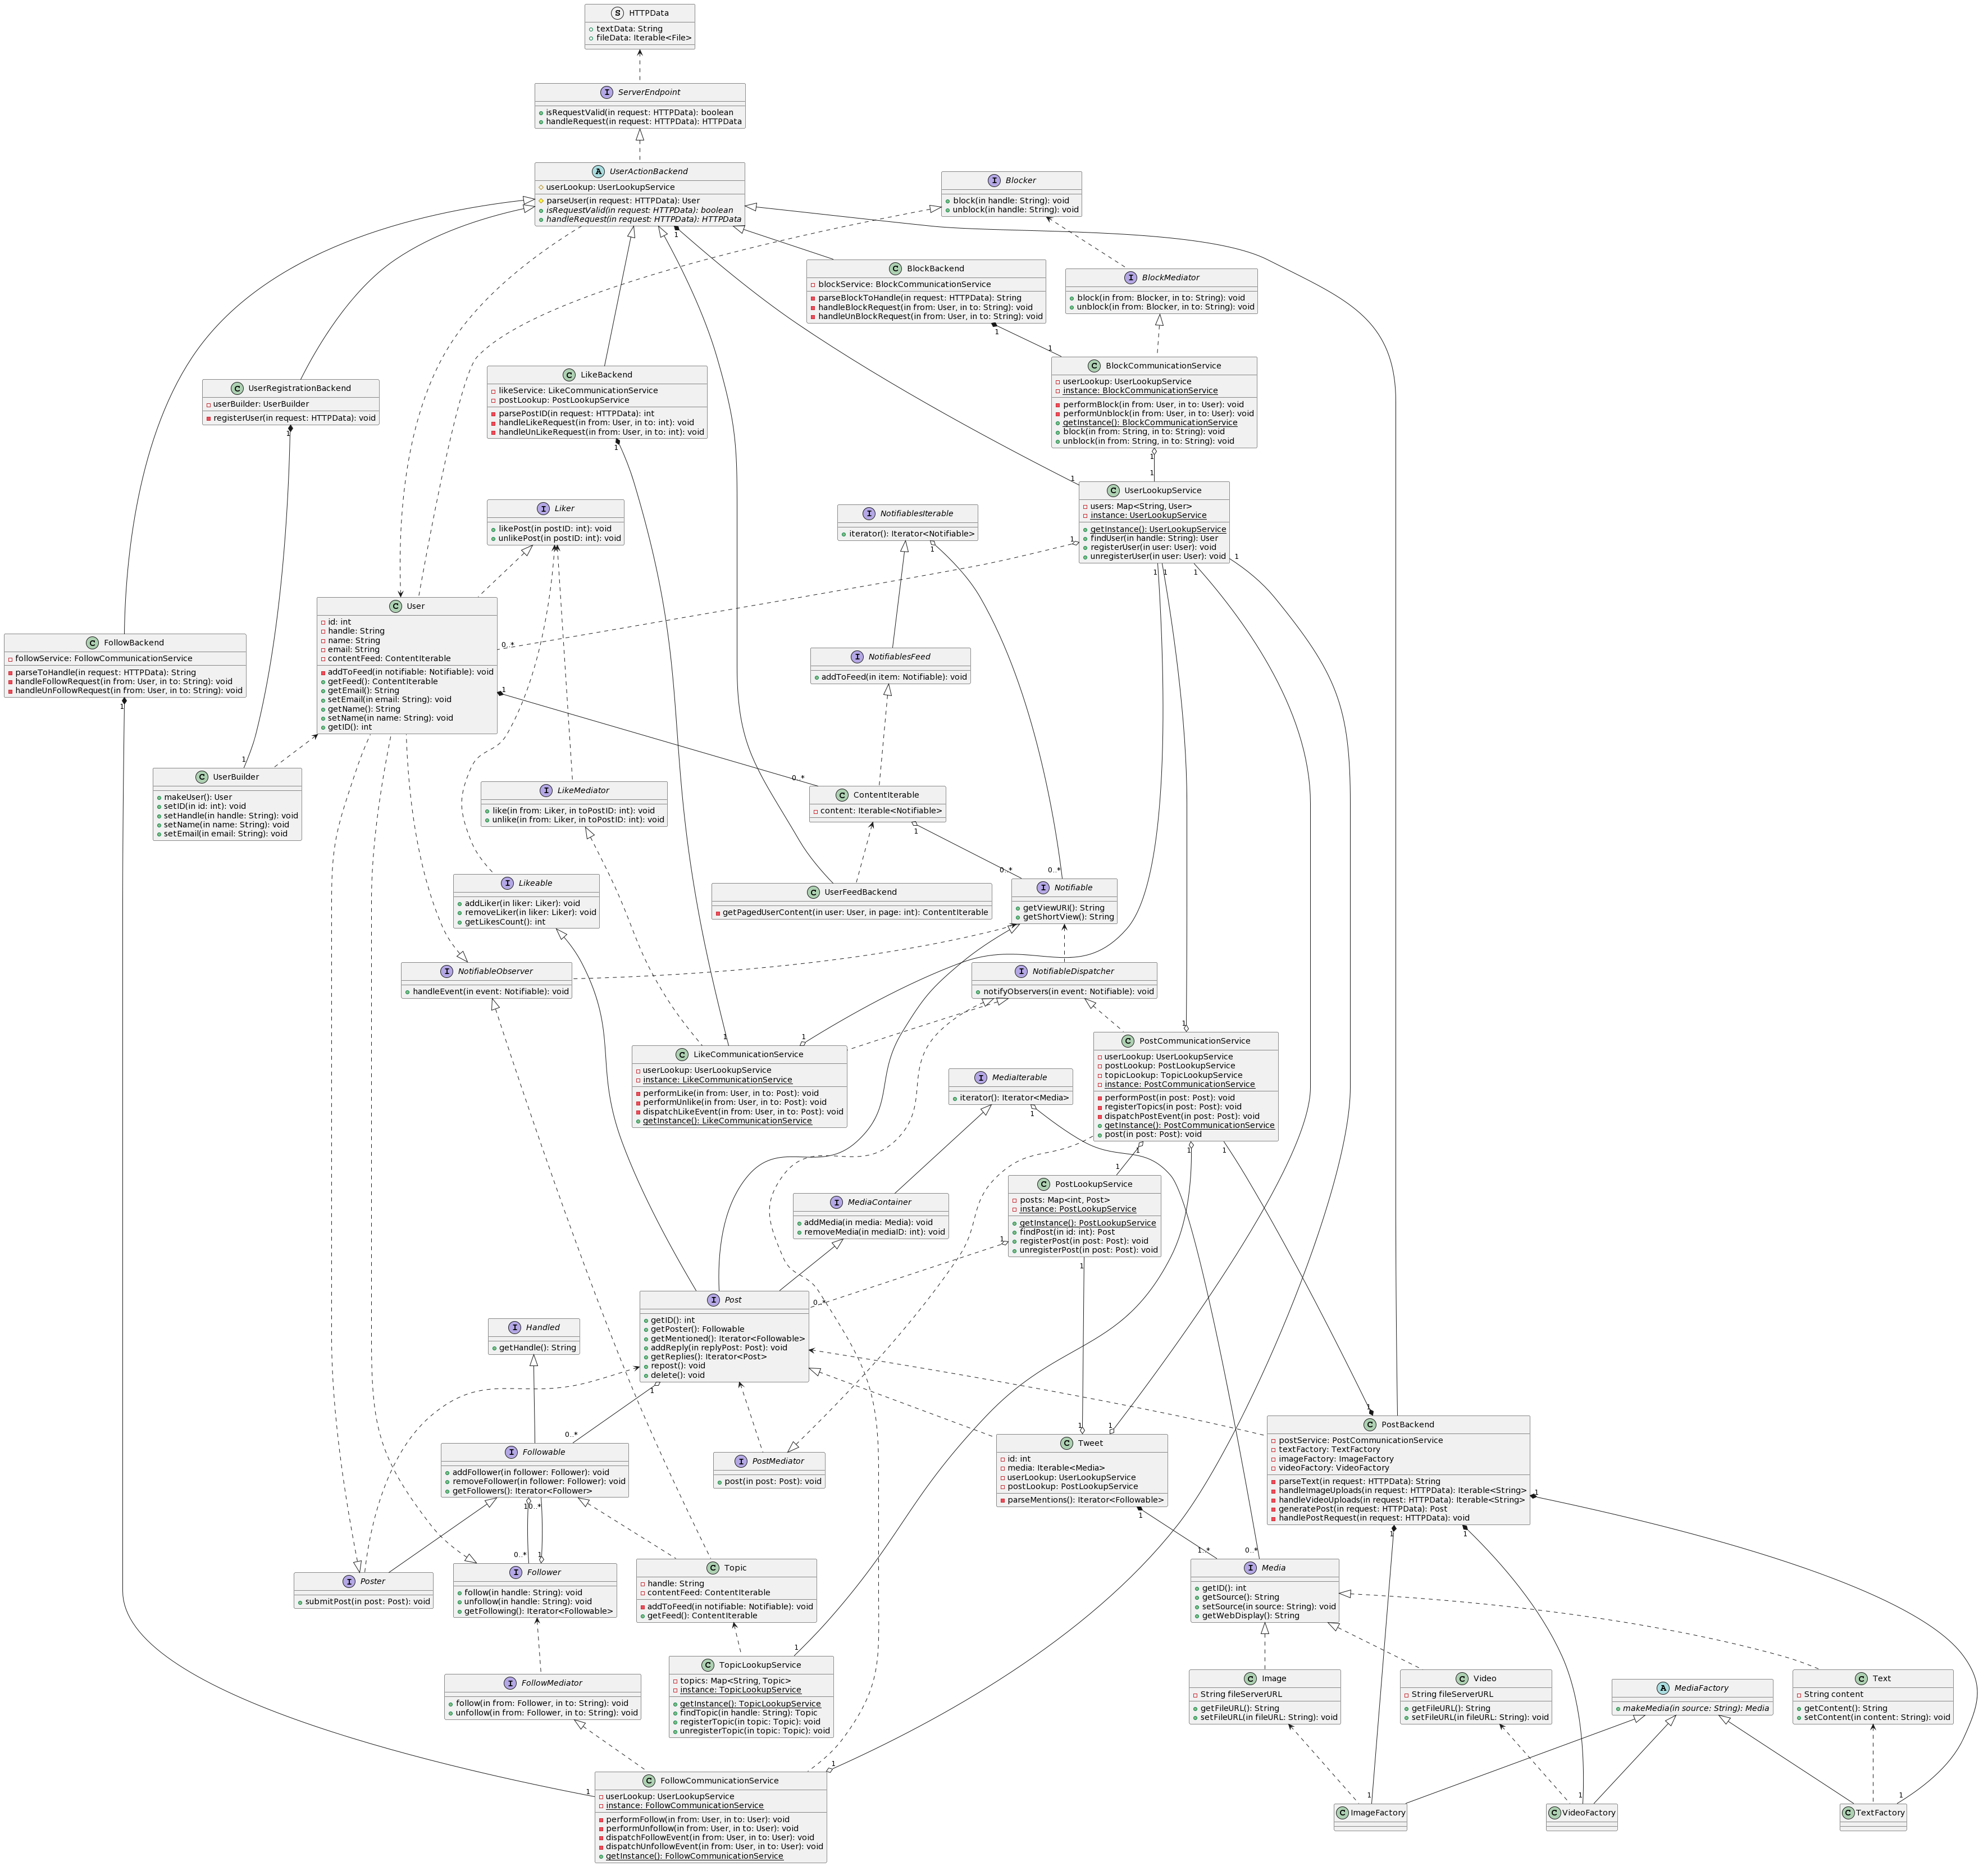 S HTTPData
textData: String
fileData: Iterable<File>
I ServerEndpoint
isRequestValid(in request: HTTPData): boolean
handleRequest(in request: HTTPData): HTTPData
A UserActionBackend
userLookup: UserLookupService
parseUser(in request: HTTPData): User
isRequestValid(in request: HTTPData): boolean
handleRequest(in request: HTTPData): HTTPData
1
I Blocker
block(in handle: String): void
unblock(in handle: String): void
C BlockBackend
blockService: BlockCommunicationService
parseBlockToHandle(in request: HTTPData): String
handleBlockRequest(in from: User, in to: String): void
handleUnBlockRequest(in from: User, in to: String): void
1
1
I BlockMediator
block(in from: Blocker, in to: String): void
unblock(in from: Blocker, in to: String): void
C BlockCommunicationService
userLookup: UserLookupService
instance: BlockCommunicationService
performBlock(in from: User, in to: User): void
performUnblock(in from: User, in to: User): void
getInstance(): BlockCommunicationService
block(in from: String, in to: String): void
unblock(in from: String, in to: String): void
1
1
C UserRegistrationBackend
userBuilder: UserBuilder
registerUser(in request: HTTPData): void
1
C LikeBackend
likeService: LikeCommunicationService
postLookup: PostLookupService
parsePostID(in request: HTTPData): int
handleLikeRequest(in from: User, in to: int): void
handleUnLikeRequest(in from: User, in to: int): void
1
1
C UserLookupService
users: Map<String, User>
instance: UserLookupService
getInstance(): UserLookupService
findUser(in handle: String): User
registerUser(in user: User): void
unregisterUser(in user: User): void
1
1
1
1
1
I Liker
likePost(in postID: int): void
unlikePost(in postID: int): void
I NotifiablesIterable
iterator(): Iterator<Notifiable>
1
C User
id: int
handle: String
name: String
email: String
contentFeed: ContentIterable
addToFeed(in notifiable: Notifiable): void
getFeed(): ContentIterable
getEmail(): String
setEmail(in email: String): void
getName(): String
setName(in name: String): void
getID(): int
0..*
1
C FollowBackend
followService: FollowCommunicationService
parseToHandle(in request: HTTPData): String
handleFollowRequest(in from: User, in to: String): void
handleUnFollowRequest(in from: User, in to: String): void
1
I NotifiablesFeed
addToFeed(in item: Notifiable): void
1
C UserBuilder
makeUser(): User
setID(in id: int): void
setHandle(in handle: String): void
setName(in name: String): void
setEmail(in email: String): void
I LikeMediator
like(in from: Liker, in toPostID: int): void
unlike(in from: Liker, in toPostID: int): void
0..*
C ContentIterable
content: Iterable<Notifiable>
1
I Likeable
addLiker(in liker: Liker): void
removeLiker(in liker: Liker): void
getLikesCount(): int
C UserFeedBackend
getPagedUserContent(in user: User, in page: int): ContentIterable
0..*
0..*
I Notifiable
getViewURI(): String
getShortView(): String
I NotifiableObserver
handleEvent(in event: Notifiable): void
I NotifiableDispatcher
notifyObservers(in event: Notifiable): void
1
1
C LikeCommunicationService
userLookup: UserLookupService
instance: LikeCommunicationService
performLike(in from: User, in to: Post): void
performUnlike(in from: User, in to: Post): void
dispatchLikeEvent(in from: User, in to: Post): void
getInstance(): LikeCommunicationService
1
C PostCommunicationService
userLookup: UserLookupService
postLookup: PostLookupService
topicLookup: TopicLookupService
instance: PostCommunicationService
performPost(in post: Post): void
registerTopics(in post: Post): void
dispatchPostEvent(in post: Post): void
getInstance(): PostCommunicationService
post(in post: Post): void
1
1
1
I MediaIterable
iterator(): Iterator<Media>
1
1
C PostLookupService
posts: Map<int, Post>
instance: PostLookupService
getInstance(): PostLookupService
findPost(in id: int): Post
registerPost(in post: Post): void
unregisterPost(in post: Post): void
1
1
I MediaContainer
addMedia(in media: Media): void
removeMedia(in mediaID: int): void
I Post
getID(): int
getPoster(): Followable
getMentioned(): Iterator<Followable>
addReply(in replyPost: Post): void
getReplies(): Iterator<Post>
repost(): void
delete(): void
0..*
1
I Handled
getHandle(): String
0..*
I Followable
addFollower(in follower: Follower): void
removeFollower(in follower: Follower): void
getFollowers(): Iterator<Follower>
1
0..*
I PostMediator
post(in post: Post): void
1
1
C Tweet
id: int
media: Iterable<Media>
userLookup: UserLookupService
postLookup: PostLookupService
parseMentions(): Iterator<Followable>
1
1
C PostBackend
postService: PostCommunicationService
textFactory: TextFactory
imageFactory: ImageFactory
videoFactory: VideoFactory
parseText(in request: HTTPData): String
handleImageUploads(in request: HTTPData): Iterable<String>
handleVideoUploads(in request: HTTPData): Iterable<String>
generatePost(in request: HTTPData): Post
handlePostRequest(in request: HTTPData): void
1
1
1
I Poster
submitPost(in post: Post): void
0..*
1
I Follower
follow(in handle: String): void
unfollow(in handle: String): void
getFollowing(): Iterator<Followable>
C Topic
handle: String
contentFeed: ContentIterable
addToFeed(in notifiable: Notifiable): void
getFeed(): ContentIterable
1..*
0..*
I Media
getID(): int
getSource(): String
setSource(in source: String): void
getWebDisplay(): String
I FollowMediator
follow(in from: Follower, in to: String): void
unfollow(in from: Follower, in to: String): void
1
C TopicLookupService
topics: Map<String, Topic>
instance: TopicLookupService
getInstance(): TopicLookupService
findTopic(in handle: String): Topic
registerTopic(in topic: Topic): void
unregisterTopic(in topic: Topic): void
C Image
String fileServerURL
getFileURL(): String
setFileURL(in fileURL: String): void
C Video
String fileServerURL
getFileURL(): String
setFileURL(in fileURL: String): void
A MediaFactory
makeMedia(in source: String): Media
C Text
String content
getContent(): String
setContent(in content: String): void
1
1
C FollowCommunicationService
userLookup: UserLookupService
instance: FollowCommunicationService
performFollow(in from: User, in to: User): void
performUnfollow(in from: User, in to: User): void
dispatchFollowEvent(in from: User, in to: User): void
dispatchUnfollowEvent(in from: User, in to: User): void
getInstance(): FollowCommunicationService
1
C ImageFactory
1
C VideoFactory
1
C TextFactory